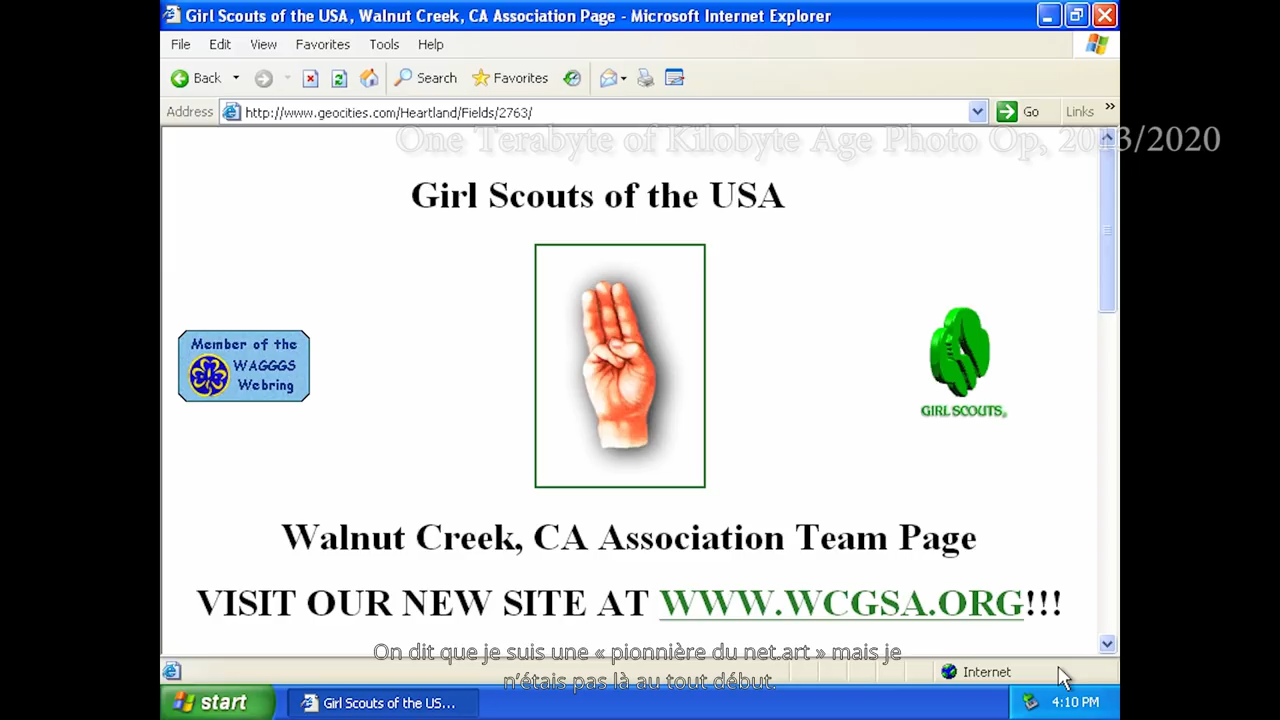 Girl Scouts of the USA, Walnut Creek, CA Association Page - Microsoft Internet Explorer
File Edit View Favorites Tools Help
Back Search Favorites
Address http://www.geocities.com/Heartland/Fields/2763/ Go Links »
One Terabyte of Kilobyte Age Photo Op, 2013/2020
Girl Scouts of the USA
Member of the
WAGGGS
Webring
GIRL SCOUTS®
Walnut Creek, CA Association Team Page
VISIT OUR NEW SITE AT WWW.WCGSA.ORG!!!
On dit que je suis une « pionnière du net.art » mais je
n'étais pas là au tout début.
Internet
start Girl Scouts of the US... 4:10 PM